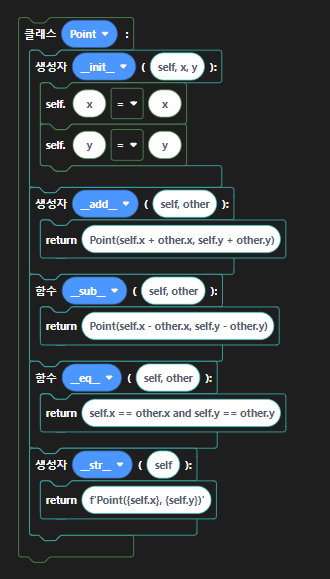 클래스 Point :
생성자 __init__ ( self, x, y ):
self. x = x
self. y = y
생성자 __add__ ( self, other ):
return Point(self.x + other.x, self.y + other.y)
함수 __sub__ ( self, other ):
return Point(self.x - other.x, self.y - other.y)
함수 __eq__ ( self, other ):
return self.x == other.x and self.y == other.y
생성자 __str__ ( self ):
return f'Point({self.x}, {self.y})'